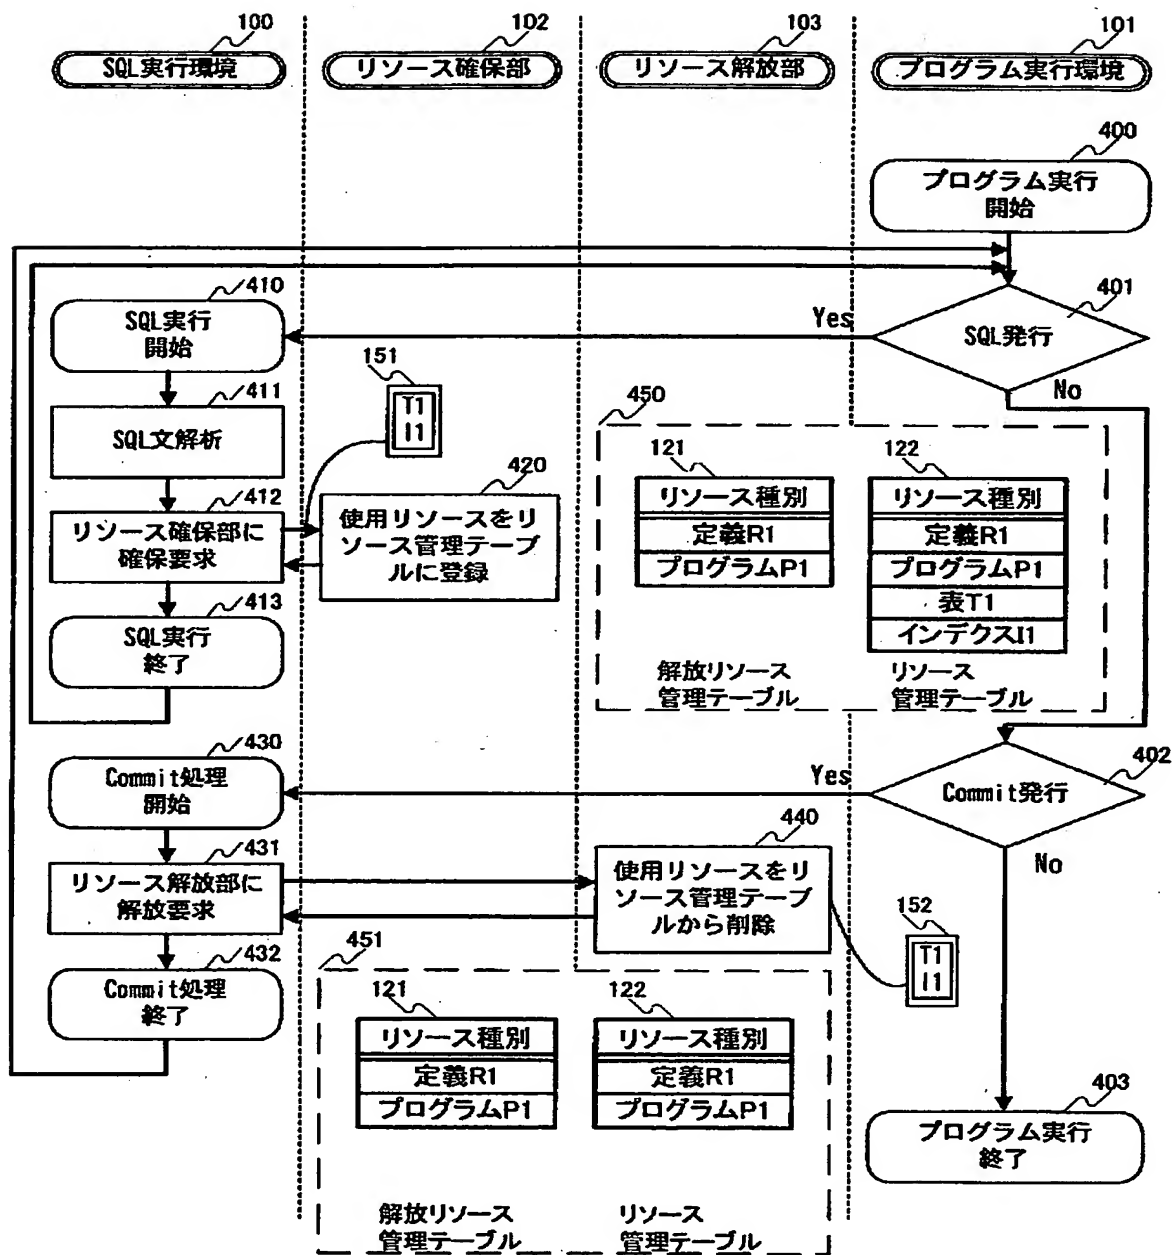 100
102
103
101
SQL実行環境
リソース確保部
リソース解放部
プログラム実行環境
400
プログラム実行
開始
410
SQL実行
開始
Yes
401
SQL発行
No
411
SQL文解析
151
T1
I1
412
リソース確保部に
確保要求
420
使用リソースをリ
ソース管理テーブ
ルに登録
413
SQL実行
終了
450
121
リソース種別
定義R1
プログラムP1
解放リソース
管理テーブル
122
リソース種別
定義R1
プログラムP1
表T1
インデクスI1
リソース
管理テーブル
430
Commit処理
開始
Yes
402
Commit発行
No
431
リソース解放部に
解放要求
440
使用リソースをリ
ソース管理テーブ
ルから削除
152
T1
I1
432
Commit処理
終了
451
121
リソース種別
定義R1
プログラムP1
解放リソース
管理テーブル
122
リソース種別
定義R1
プログラムP1
リソース
管理テーブル
403
プログラム実行
終了